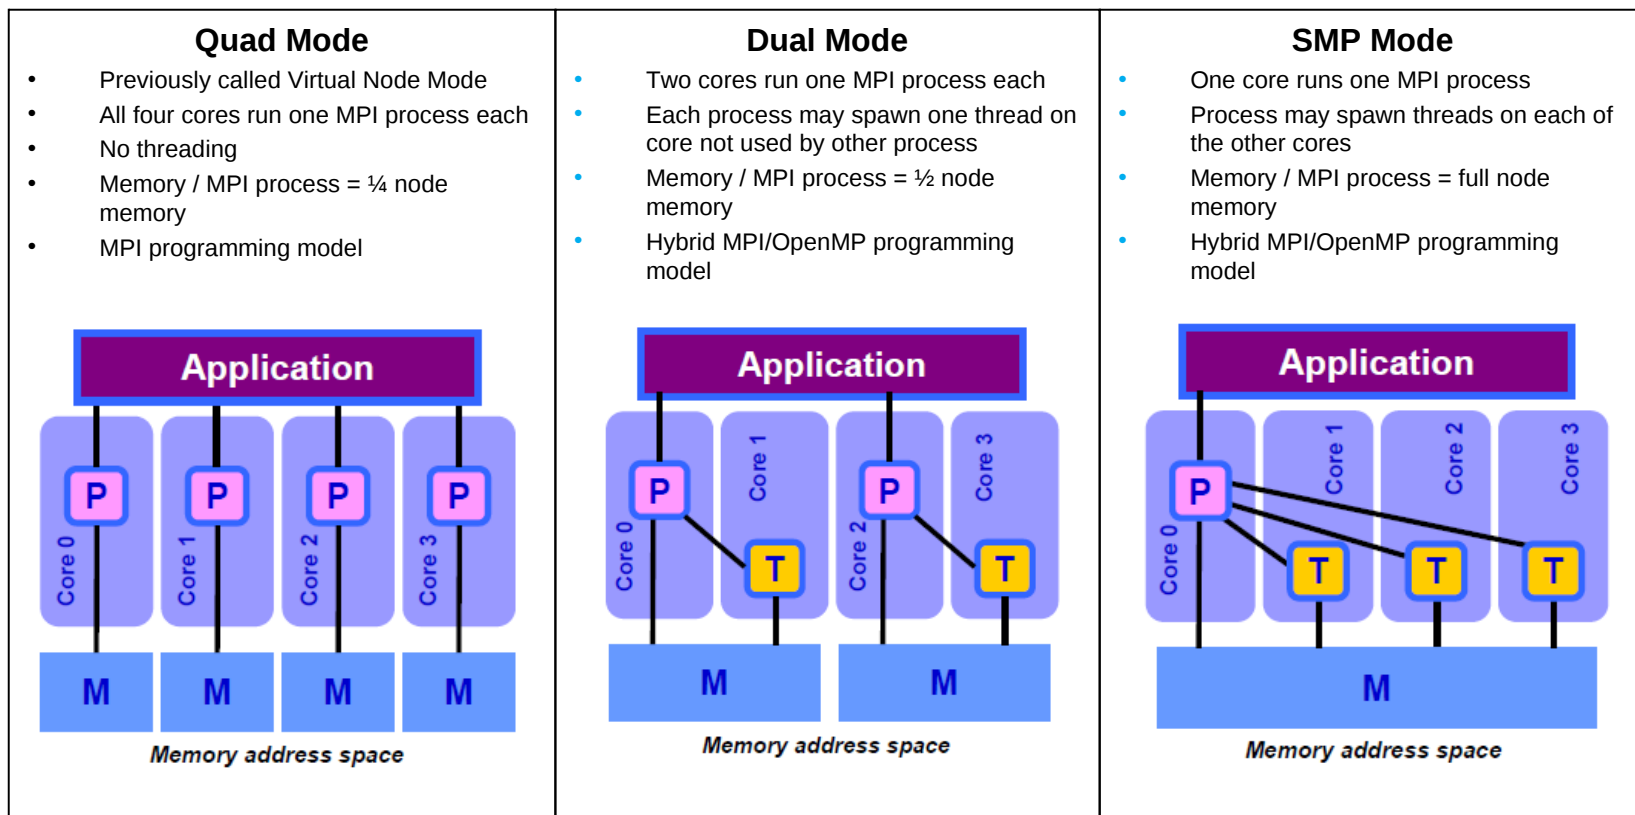 Quad Mode
• Previously called Virtual Node Mode
• All four cores run one MPI process each
• No threading
• Memory / MPI process = ¼ node
memory
• MPI programming model
Application
P
P
P
P
Core 0
Core 1
Core 2
Core 3
M
M
M
M
Memory address space
Dual Mode
• Two cores run one MPI process each
• Each process may spawn one thread on
core not used by other process
• Memory / MPI process = ½ node
memory
• Hybrid MPI/OpenMP programming
model
Application
Core 1
Core 3
P
P
Core 0
Core 2
T
T
M
M
Memory address space
SMP Mode
• One core runs one MPI process
• Process may spawn threads on each of
the other cores
• Memory / MPI process = full node
memory
• Hybrid MPI/OpenMP programming
model
Application
Core 1
Core 2
Core 3
P
Core 0
T
T
T
M
Memory address space